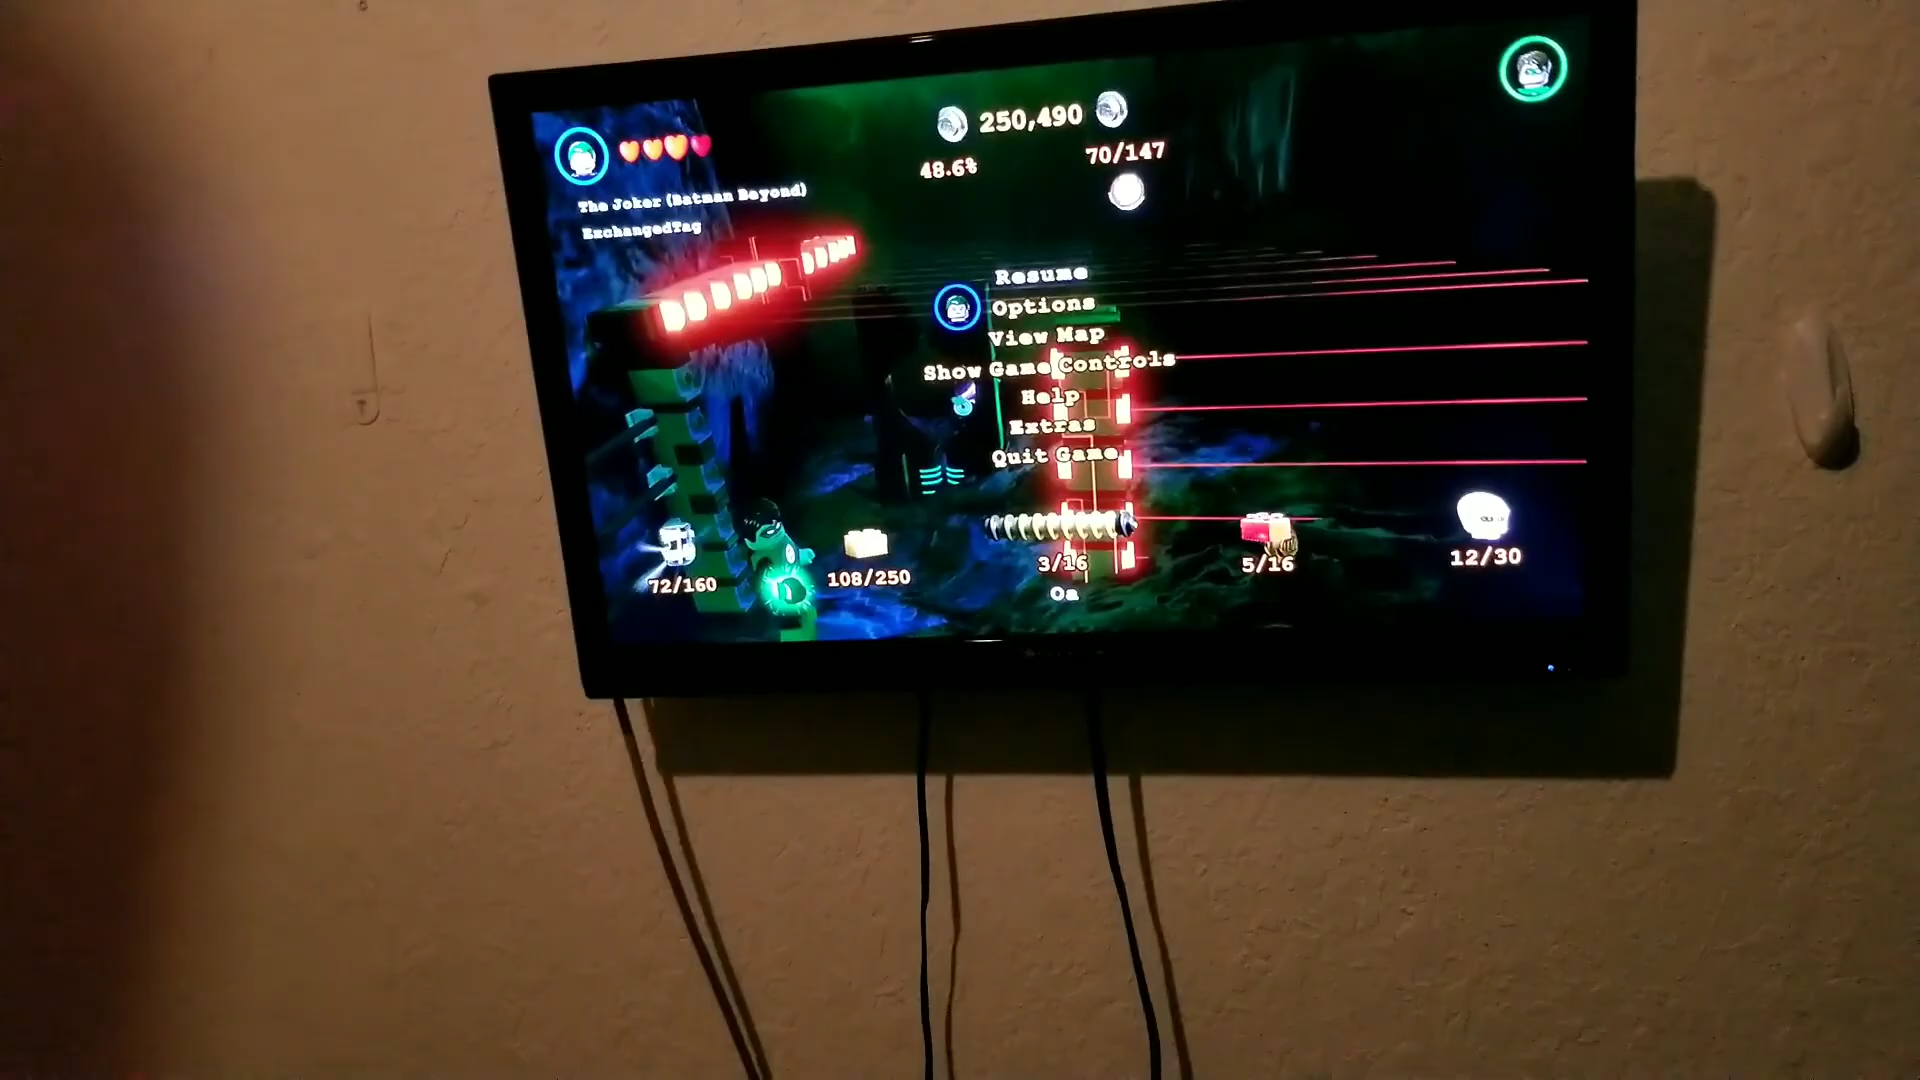 250,490
48.6%
70/147
The Joker (Batman Beyond)
ExchangedTag
Resume
Options
View Map
Show Game Controls
Help
Extras
Quit Game
72/160
108/250
3/16
5/16
12/30
Oa